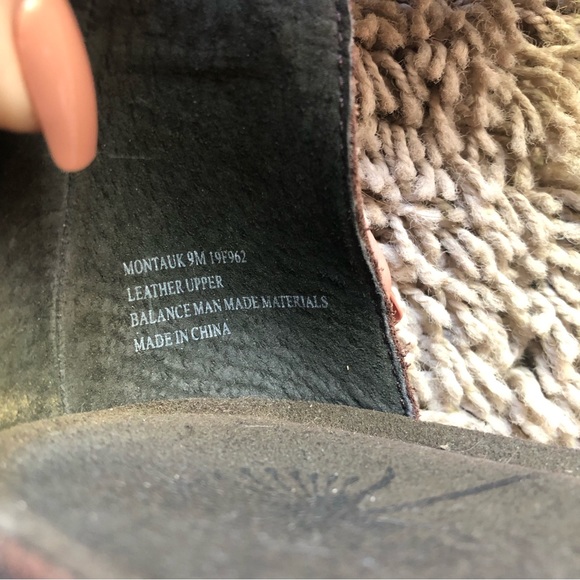 MONTAUK 9M 19F962
LEATHER UPPER
BALANCE MAN MADE MATERIALS
MADE IN CHINA